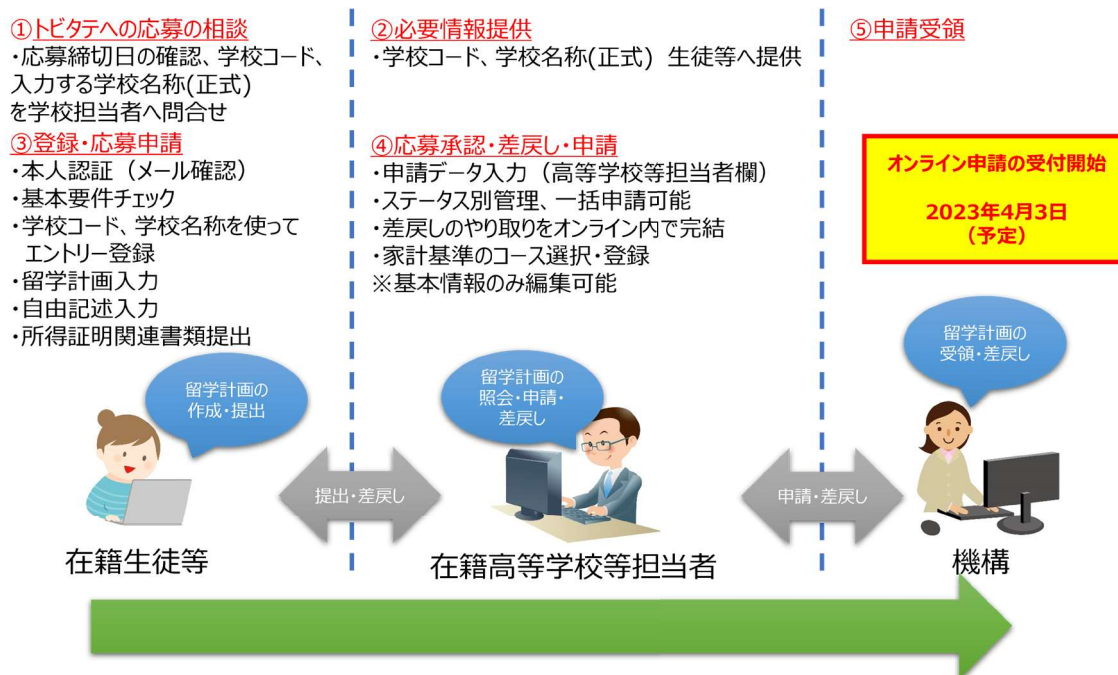 ①トビタテへの応募の相談
・応募締切日の確認、学校コード、
入力する学校名称(正式)
を学校担当者へ問合せ
③登録・応募申請
・本人認証（メール確認）
・基本要件チェック
・学校コード、学校名称を使って
エントリー登録
・留学計画入力
・自由記述入力
・所得証明関連書類提出
②必要情報提供
・学校コード、学校名称(正式) 生徒等へ提供
④応募承認・差戻し・申請
・申請データ入力（高等学校等担当者欄）
・ステータス別管理、一括申請可能
・差戻しのやり取りをオンライン内で完結
・家計基準のコース選択・登録
※基本情報のみ編集可能
⑤申請受領
オンライン申請の受付開始
2023年4月3日
（予定）
留学計画の
作成・提出
留学計画の
照会・申請・
差戻し
留学計画の
受領・差戻し
提出・差戻し
申請・差戻し
在籍生徒等
在籍高等学校等担当者
機構